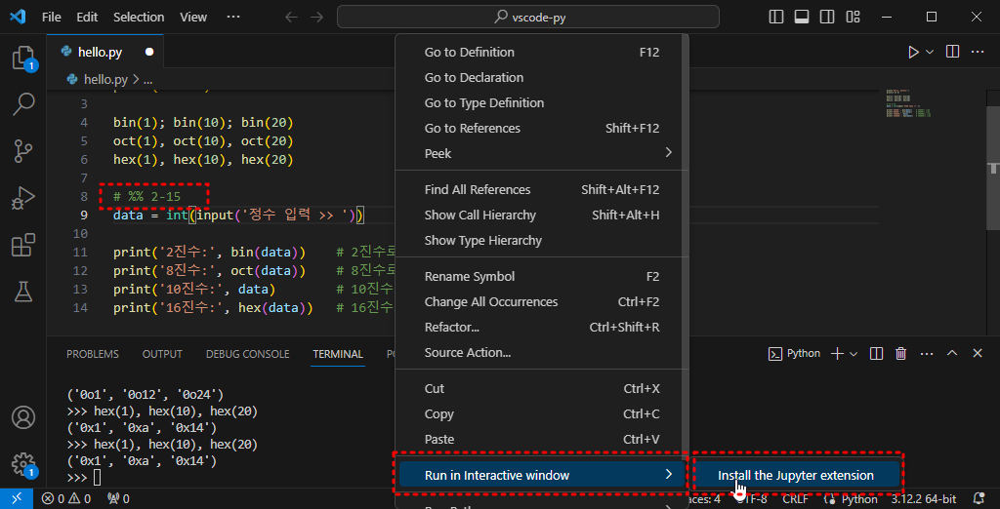 File Edit Selection View ···
vscode-py
hello.py
hello.py > ...
3
4 bin(1); bin(10); bin(20)
5 oct(1), oct(10), oct(20)
6 hex(1), hex(10), hex(20)
7
8 # %% 2-15
9 data = int(input('정수 입력 >> '))
10
11 print('2진수:', bin(data)) # 2진수로
12 print('8진수:', oct(data)) # 8진수로
13 print('10진수:', data) # 10진수
14 print('16진수:', hex(data)) # 16진수
Go to Definition F12
Go to Declaration
Go to Type Definition
Go to References Shift+F12
Peek
Find All References Shift+Alt+F12
Show Call Hierarchy Shift+Alt+H
Show Type Hierarchy
Rename Symbol F2
Change All Occurrences Ctrl+F2
Refactor... Ctrl+Shift+R
Source Action...
Cut Ctrl+X
Copy Ctrl+C
Paste Ctrl+V
Run in Interactive window
Install the Jupyter extension
PROBLEMS OUTPUT DEBUG CONSOLE TERMINAL
Python
('0o1', '0o12', '0o24')
>>> hex(1), hex(10), hex(20)
('0x1', '0xa', '0x14')
>>> hex(1), hex(10), hex(20)
('0x1', '0xa', '0x14')
>>>
1
1
0 0 0 aces: 4 UTF-8 CRLF Python 3.12.2 64-bit